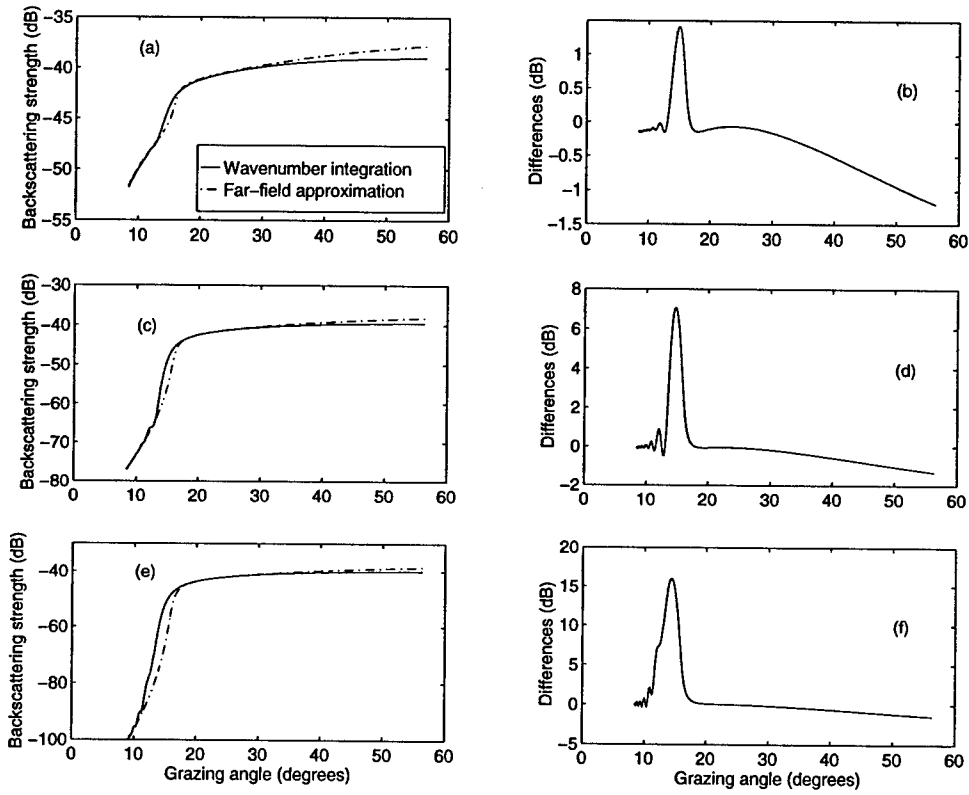 Backscattering strength (dB)
−35
−40
−45
−50
−55
(a)
Wavenumber integration
Far−field approximation
0 10 20 30 40 50 60
Differences (dB)
1
0.5
0
−0.5
−1
−1.5
(b)
0 10 20 30 40 50 60
Backscattering strength (dB)
−30
−40
−50
−60
−70
−80
(c)
0 10 20 30 40 50 60
Differences (dB)
8
6
4
2
0
−2
(d)
0 10 20 30 40 50 60
Backscattering strength (dB)
−40
−60
−80
−100
(e)
0 10 20 30 40 50 60
Grazing angle (degrees)
Differences (dB)
20
15
10
5
0
−5
(f)
0 10 20 30 40 50 60
Grazing angle (degrees)